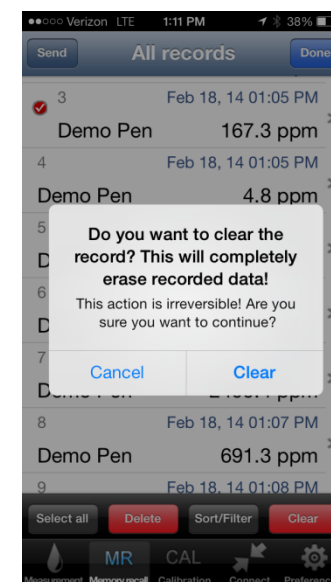 Verizon LTE 1:11 PM 38%
Send All records Done
3 Feb 18, 14 01:05 PM
Demo Pen 167.3 ppm
4 Feb 18, 14 01:05 PM
Demo Pen 4.8 ppm
5
Do you want to clear the
record? This will completely
erase recorded data!
6
This action is irreversible! Are you
sure you want to continue?
7
Cancel Clear
8 Feb 18, 14 01:07 PM
Demo Pen 691.3 ppm
9 Feb 18, 14 01:08 PM
Select all Delete Sort/Filter Clear
MR CAL
Measurement Memory recall Calibration Connect